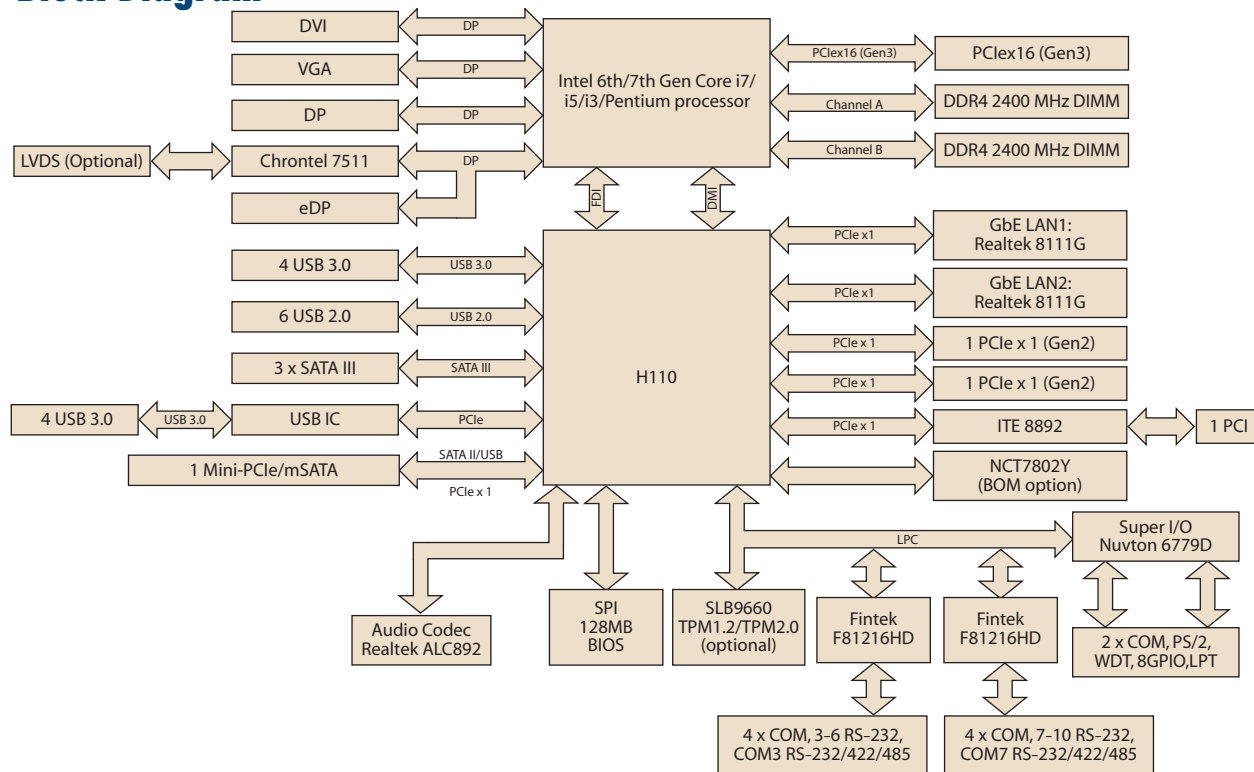 Block Diagram
DVI
DP
VGA
DP
DP
DP
LVDS (Optional)
Chrontel 7511
DP
eDP
Intel 6th/7th Gen Core i7/
i5/i3/Pentium processor
PCIex16 (Gen3)
PCIex16 (Gen3)
Channel A
DDR4 2400 MHz DIMM
Channel B
DDR4 2400 MHz DIMM
FDI
DMI
4 USB 3.0
USB 3.0
6 USB 2.0
USB 2.0
3 x SATA III
SATA III
4 USB 3.0
USB 3.0
USB IC
PCIe
1 Mini-PCIe/mSATA
SATA II/USB
PCIe x 1
H110
PCIe x1
GbE LAN1:
Realtek 8111G
PCIe x1
GbE LAN2:
Realtek 8111G
PCIe x 1
1 PCIe x 1 (Gen2)
PCIe x 1
1 PCIe x 1 (Gen2)
PCIe x 1
ITE 8892
1 PCI
NCT7802Y
(BOM option)
LPC
Super I/O
Nuvton 6779D
Audio Codec
Realtek ALC892
SPI
128MB
BIOS
SLB9660
TPM1.2/TPM2.0
(optional)
Fintek
F81216HD
Fintek
F81216HD
2 x COM, PS/2,
WDT, 8GPIO,LPT
4 x COM, 3-6 RS-232,
COM3 RS-232/422/485
4 x COM, 7-10 RS-232,
COM7 RS-232/422/485